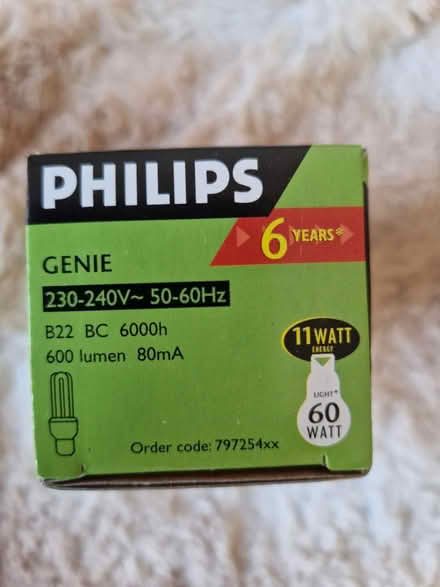 PHILIPS
6 YEARS*
GENIE
230-240V~ 50-60Hz
B22 BC 6000h
600 lumen 80mA
11 WATT
ENERGY
LIGHT*
60
WATT
Order code: 797254xx